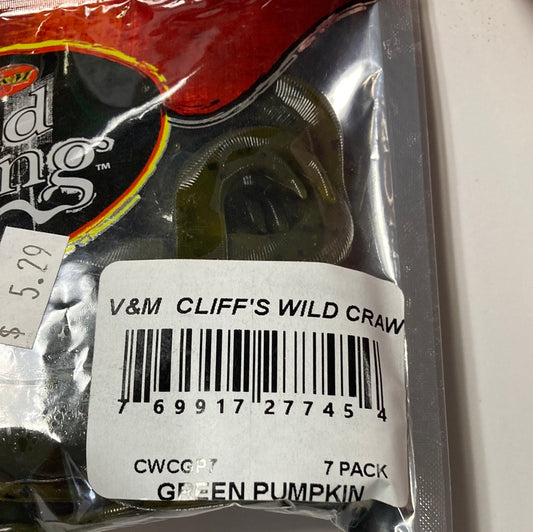 $ 5.29
V&M CLIFF'S WILD CRAW
7 69917 27745 4
CWCGP7 7 PACK
GREEN PUMPKIN